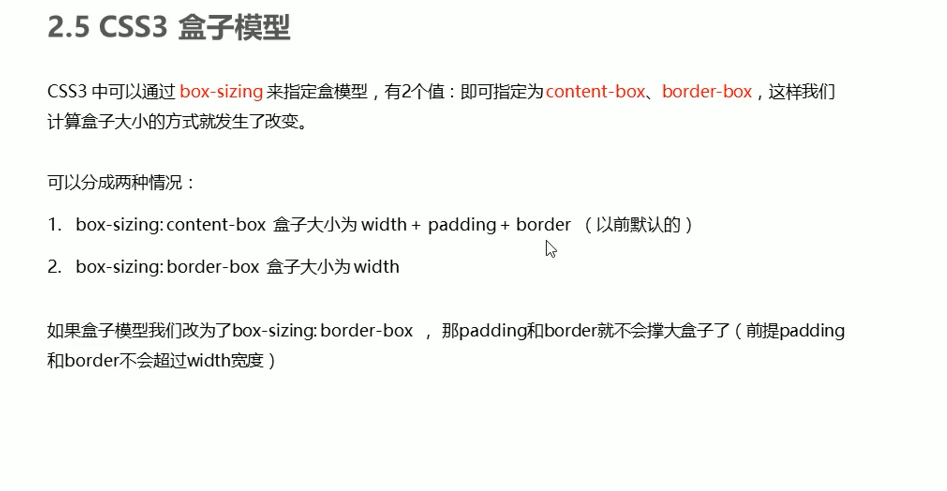 2.5 CSS3 盒子模型
CSS3 中可以通过 box-sizing 来指定盒模型，有2个值：即可指定为content-box、border-box，这样我们
计算盒子大小的方式就发生了改变。
可以分成两种情况：
1. box-sizing: content-box 盒子大小为 width + padding + border （以前默认的）
2. box-sizing: border-box 盒子大小为 width
如果盒子模型我们改为了box-sizing: border-box ， 那padding和border就不会撑大盒子了（前提padding
和border不会超过width宽度）